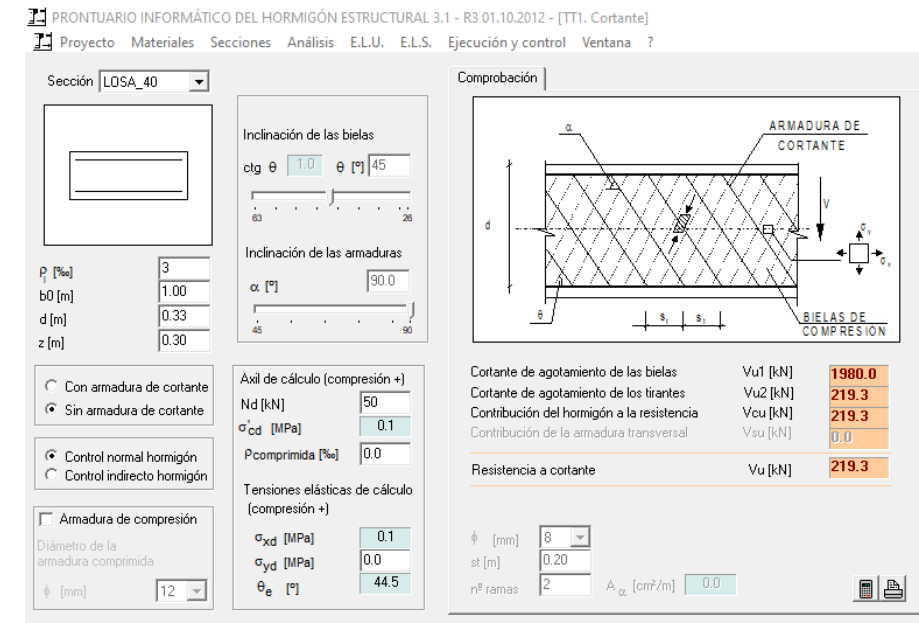 PRONTUARIO INFORMÁTICO DEL HORMIGÓN ESTRUCTURAL 3.1 - R3 01.10.2012 - [TT1. Cortante]
Proyecto Materiales Secciones Análisis E.L.U. E.L.S. Ejecución y control Ventana ?
Sección LOSA_40
ρl [‰] 3
b0 [m] 1.00
d [m] 0.33
z [m] 0.30
Con armadura de cortante
Sin armadura de cortante
Control normal hormigón
Control indirecto hormigón
Armadura de compresión
Diámetro de la
armadura comprimida
ϕ [mm] 12
Inclinación de las bielas
ctg θ 1.0 θ [º] 45
63 26
Inclinación de las armaduras
α [º] 90.0
45 90
Axil de cálculo (compresión +)
Nd [kN] 50
σ'cd [MPa] 0.1
ρcomprimida [‰] 0.0
Tensiones elásticas de cálculo
(compresión +)
σxd [MPa] 0.1
σyd [MPa] 0.0
θe [º] 44.5
Comprobación
α
ARMADURA DE
CORTANTE
d
V
σy
σx
θ
st st
BIELAS DE
COMPRESION
Cortante de agotamiento de las bielas Vu1 [kN] 1980.0
Cortante de agotamiento de los tirantes Vu2 [kN] 219.3
Contribución del hormigón a la resistencia Vcu [kN] 219.3
Contribución de la armadura transversal Vsu [kN] 0.0
Resistencia a cortante Vu [kN] 219.3
ϕ [mm] 8
st [m] 0.20
nº ramas 2 Aα [cm²/m] 0.0